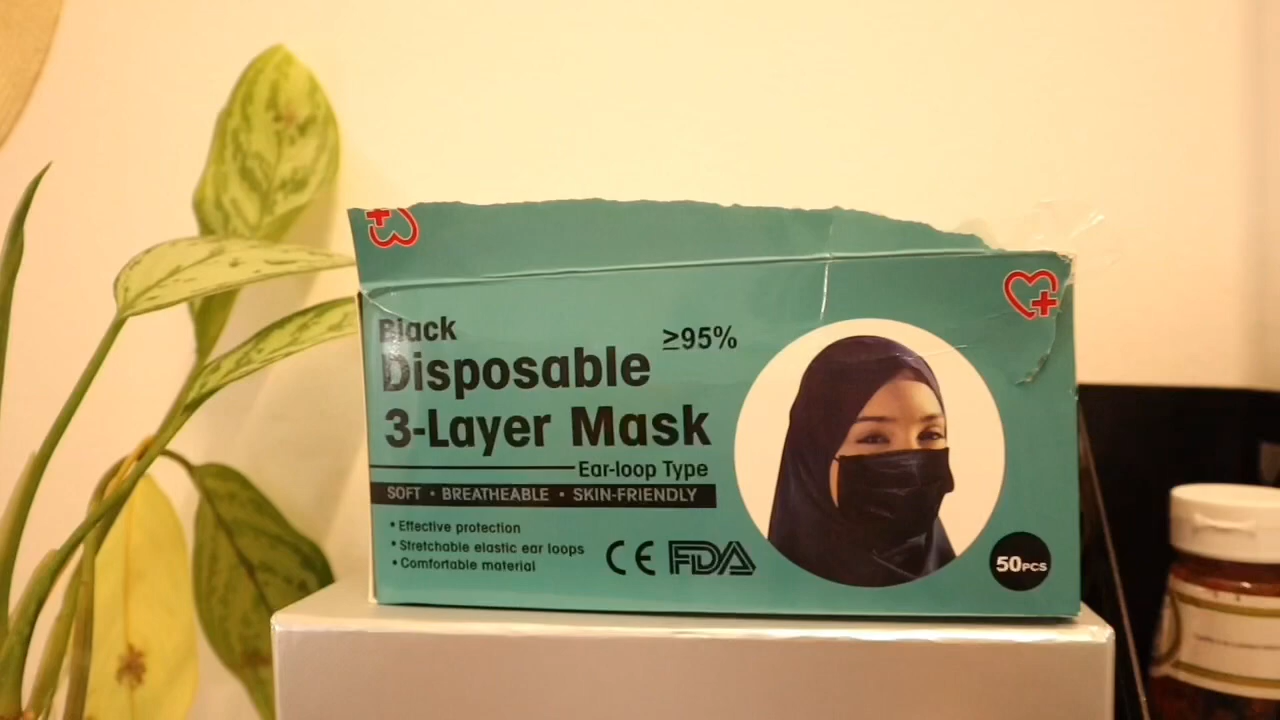 Black
≥95%
Disposable
3-Layer Mask
Ear-loop Type
SOFT • BREATHEABLE • SKIN-FRIENDLY
• Effective protection
• Stretchable elastic ear loops
• Comfortable material
CE FDA
50PCS